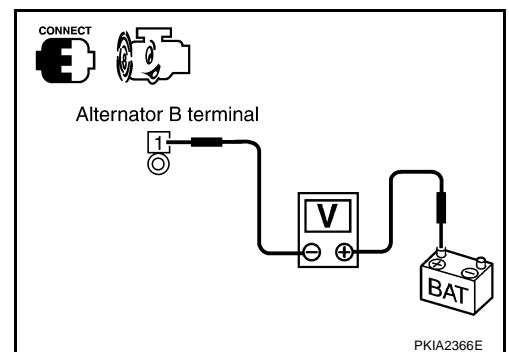 CONNECT
Alternator B terminal
1
V
BAT
PKIA2366E